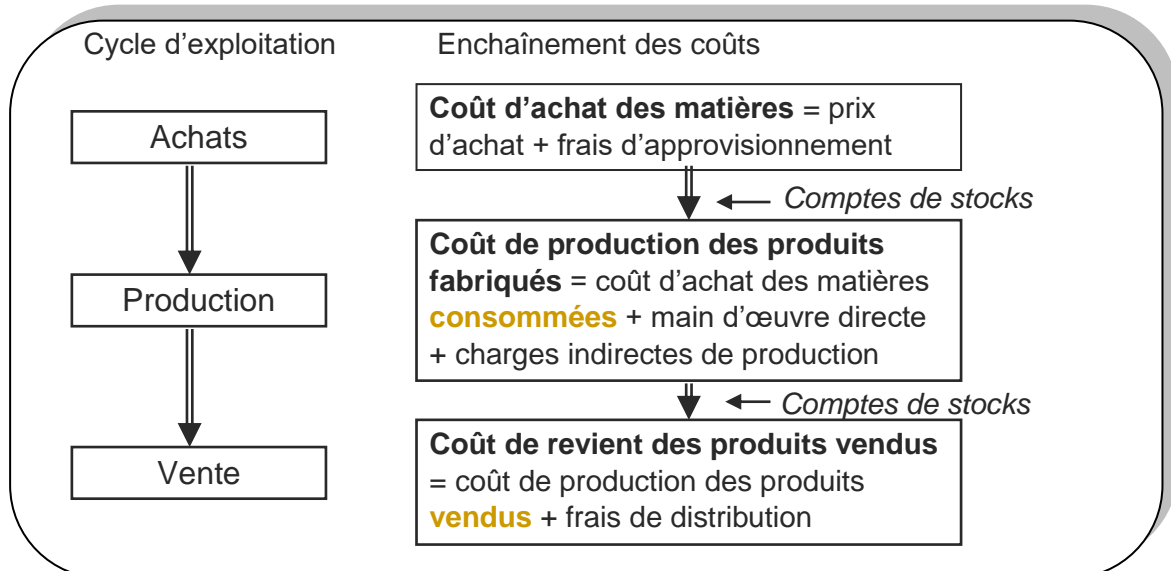 Cycle d’exploitation
Enchaînement des coûts
Achats
Coût d’achat des matières = prix
d’achat + frais d’approvisionnement
Comptes de stocks
Production
Coût de production des produits
fabriqués = coût d’achat des matières
consommées + main d’œuvre directe
+ charges indirectes de production
Comptes de stocks
Vente
Coût de revient des produits vendus
= coût de production des produits
vendus + frais de distribution